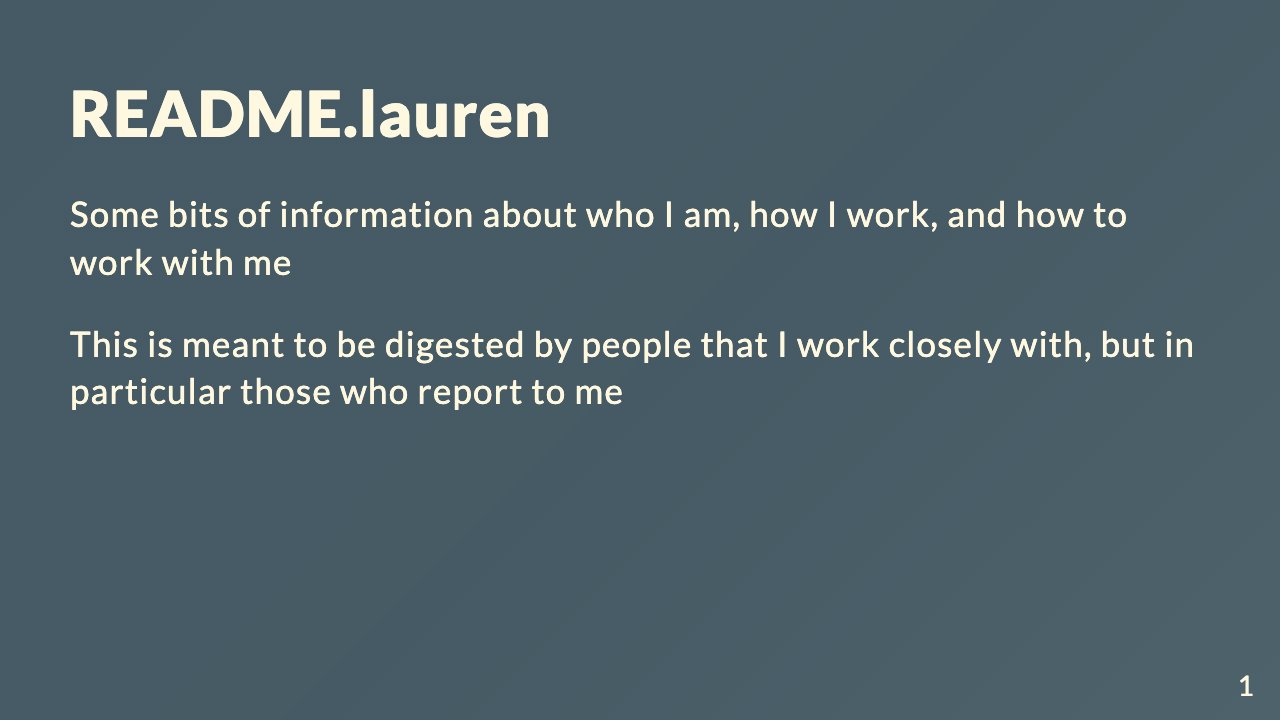 README.lauren
Some bits of information about who I am, how I work, and how to
work with me
This is meant to be digested by people that I work closely with, but in
particular those who report to me
1